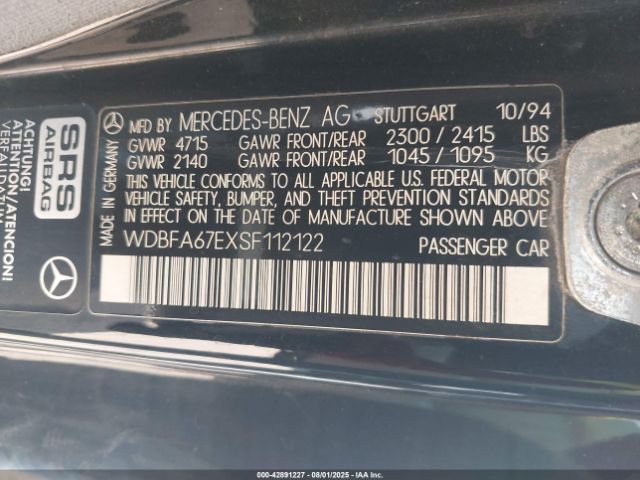 MFD BY MERCEDES-BENZ AG STUTTGART 10/94
GVWR 4715 GAWR FRONT/REAR 2300 / 2415 LBS
GVWR 2140 GAWR FRONT/REAR 1045 / 1095 KG
THIS VEHICLE CONFORMS TO ALL APPLICABLE U.S. FEDERAL MOTOR
VEHICLE SAFETY, BUMPER, AND THEFT PREVENTION STANDARDS
IN EFFECT ON THE DATE OF MANUFACTURE SHOWN ABOVE.
WDBFA67EXSF112122 PASSENGER CAR
MADE IN GERMANY
SRS
AIRBAG
ACHTUNG!
ATTENTION/ATENCION!
000-42891227 - 08/01/2025 - IAAI.COM